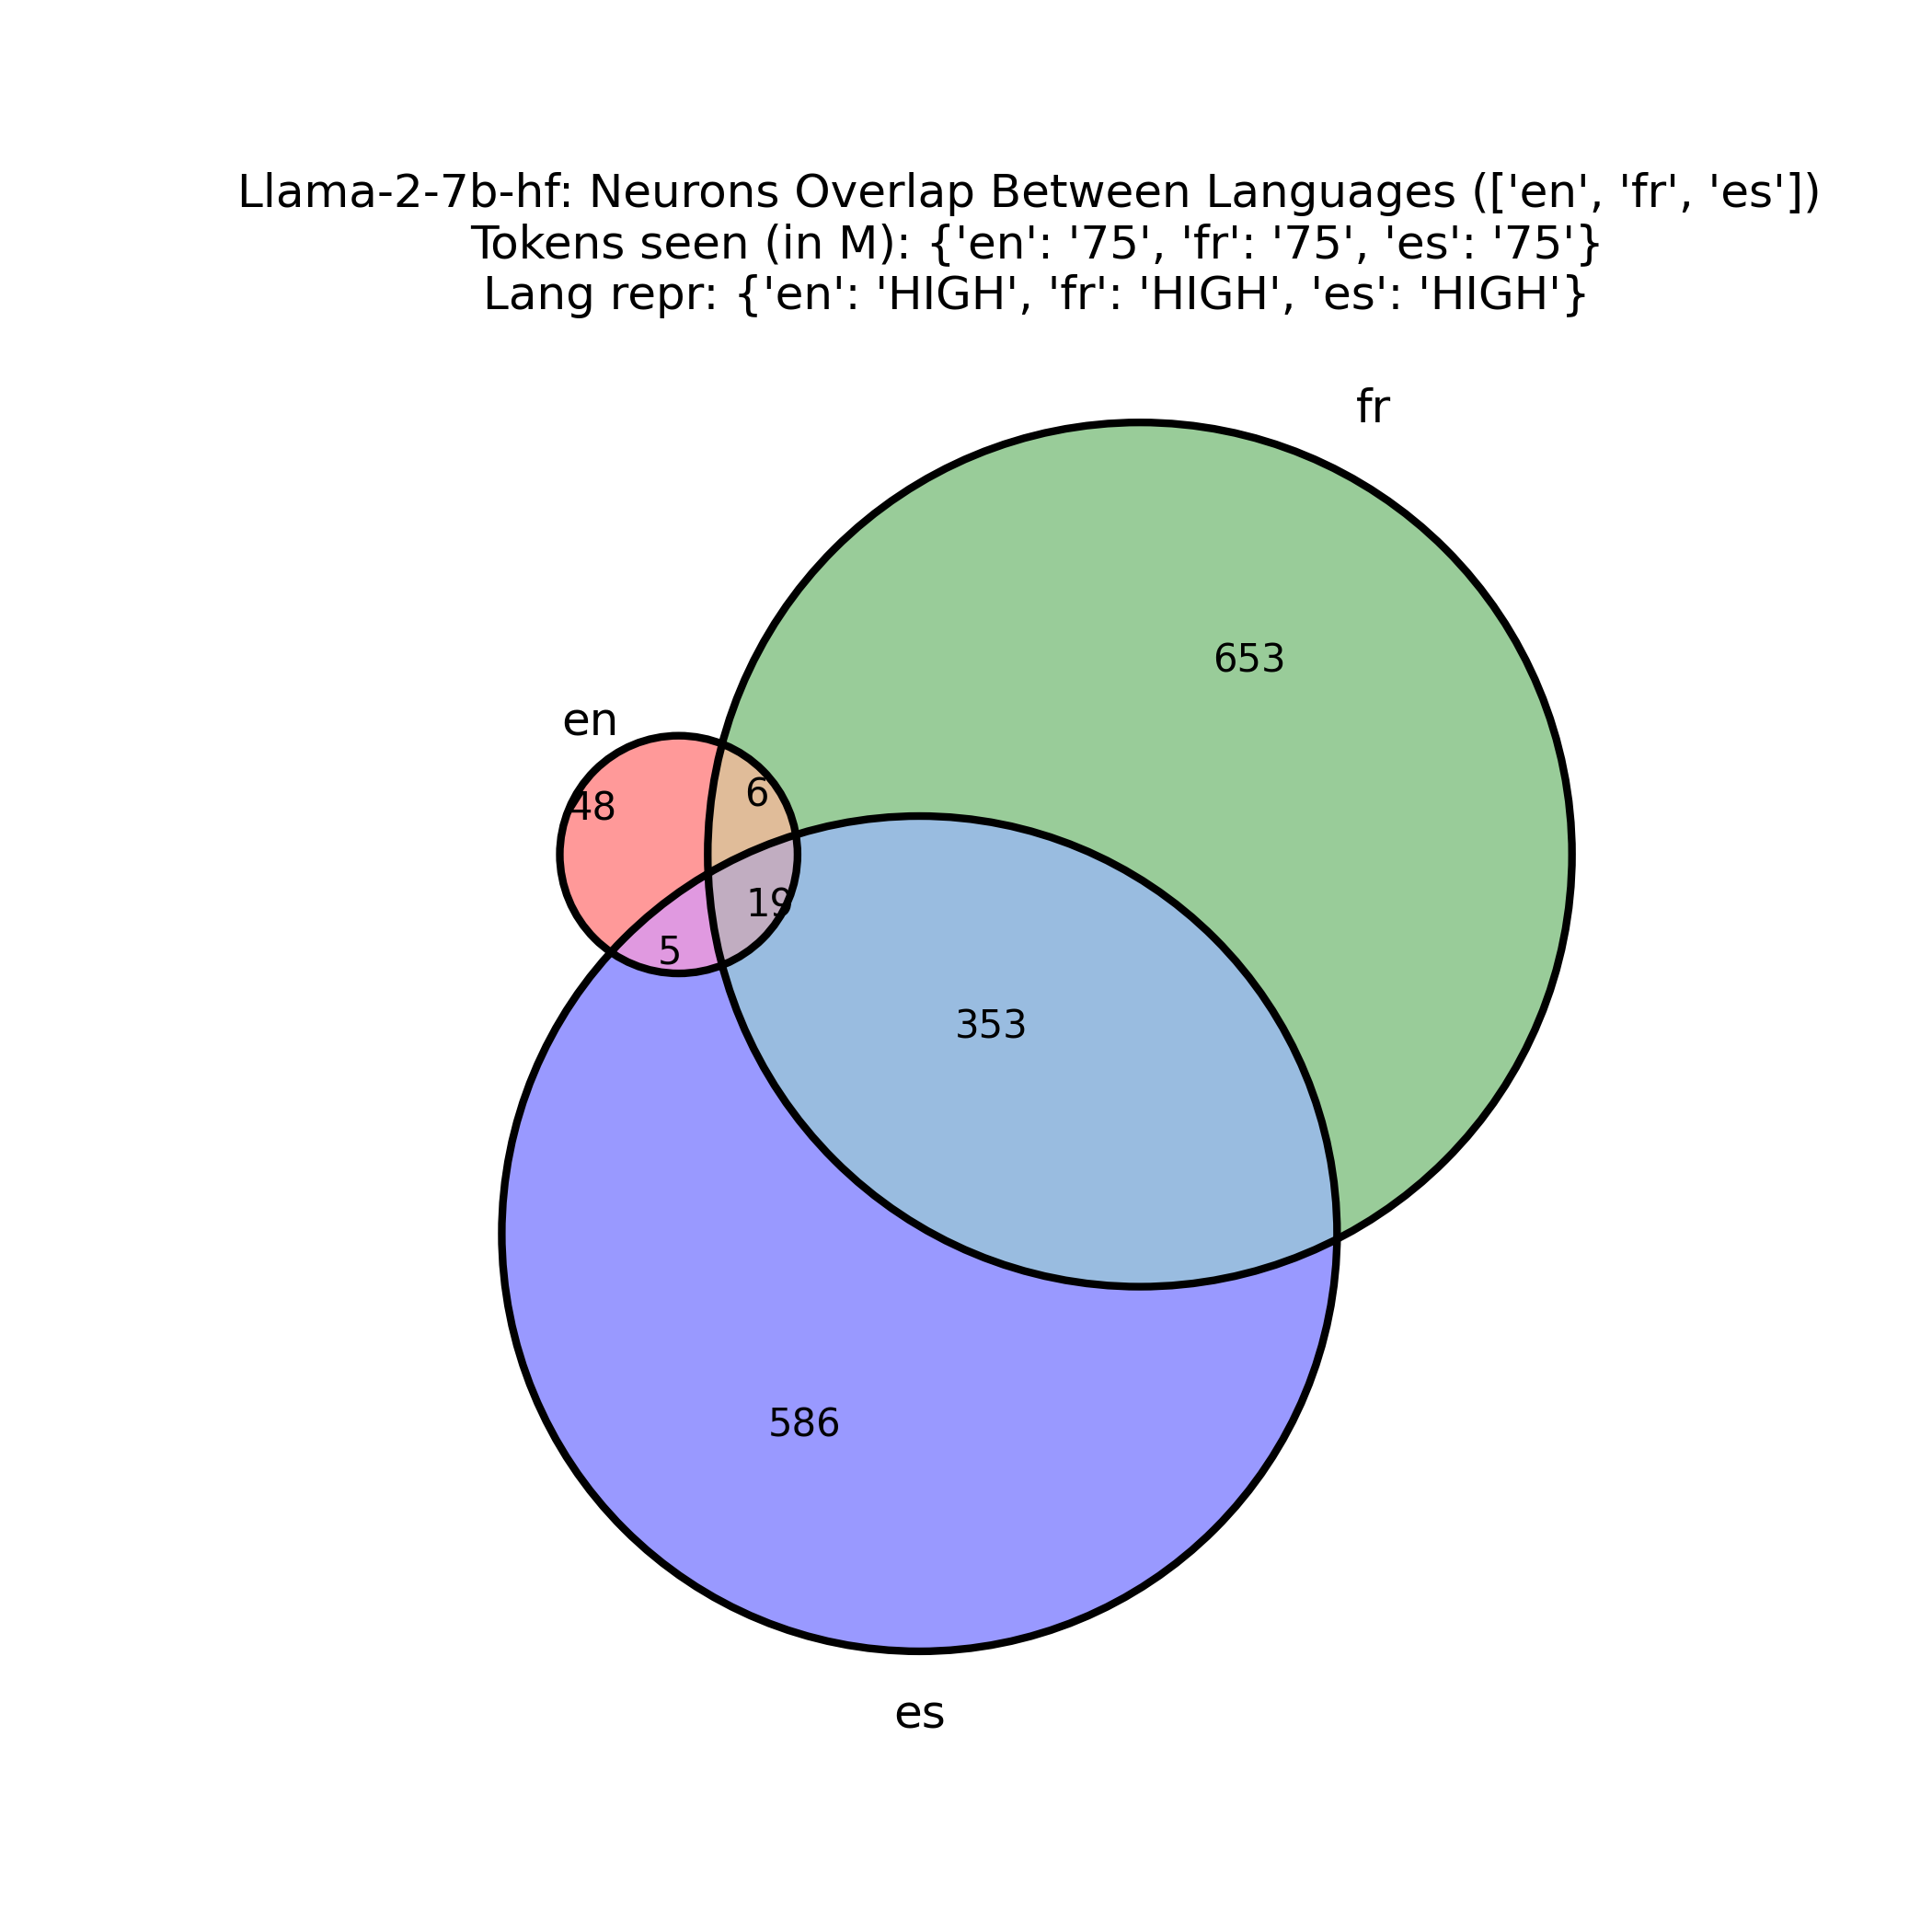 Llama-2-7b-hf: Neurons Overlap Between Languages (['en', 'fr', 'es'])
Tokens seen (in M): {'en': '75', 'fr': '75', 'es': '75'}
Lang repr: {'en': 'HIGH', 'fr': 'HIGH', 'es': 'HIGH'}
fr
653
en
6
48
19
5
353
586
es